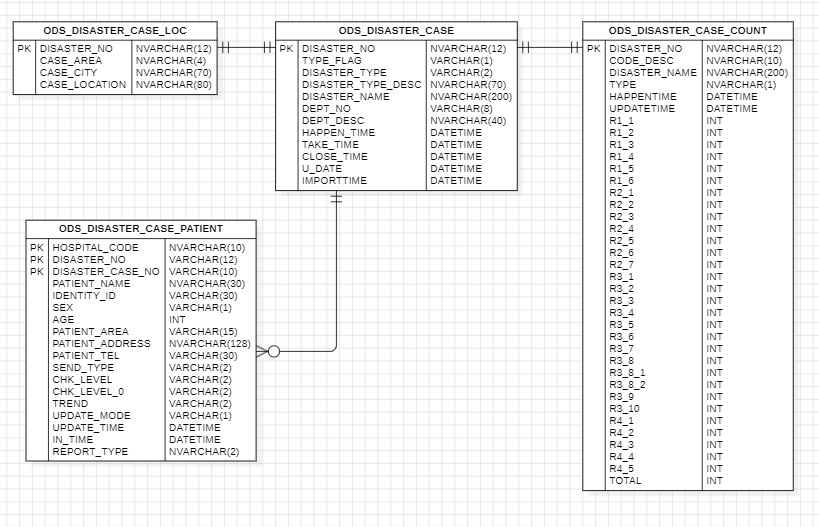 ODS_DISASTER_CASE_LOC
PK DISASTER_NO NVARCHAR(12)
CASE_AREA NVARCHAR(4)
CASE_CITY NVARCHAR(70)
CASE_LOCATION NVARCHAR(80)
ODS_DISASTER_CASE
PK DISASTER_NO NVARCHAR(12)
TYPE_FLAG VARCHAR(1)
DISASTER_TYPE VARCHAR(2)
DISASTER_TYPE_DESC NVARCHAR(70)
DISASTER_NAME NVARCHAR(200)
DEPT_NO VARCHAR(8)
DEPT_DESC NVARCHAR(40)
HAPPEN_TIME DATETIME
TAKE_TIME DATETIME
CLOSE_TIME DATETIME
U_DATE DATETIME
IMPORTTIME DATETIME
ODS_DISASTER_CASE_COUNT
PK DISASTER_NO NVARCHAR(12)
CODE_DESC NVARCHAR(10)
DISASTER_NAME NVARCHAR(200)
TYPE NVARCHAR(1)
HAPPENTIME DATETIME
UPDATETIME DATETIME
R1_1 INT
R1_2 INT
R1_3 INT
R1_4 INT
R1_5 INT
R1_6 INT
R2_1 INT
R2_2 INT
R2_3 INT
R2_4 INT
R2_5 INT
R2_6 INT
R2_7 INT
R3_1 INT
R3_2 INT
R3_3 INT
R3_4 INT
R3_5 INT
R3_6 INT
R3_7 INT
R3_8 INT
R3_8_1 INT
R3_8_2 INT
R3_9 INT
R3_10 INT
R4_1 INT
R4_2 INT
R4_3 INT
R4_4 INT
R4_5 INT
TOTAL INT
ODS_DISASTER_CASE_PATIENT
PK HOSPITAL_CODE NVARCHAR(10)
PK DISASTER_NO VARCHAR(12)
PK DISASTER_CASE_NO VARCHAR(10)
PATIENT_NAME NVARCHAR(30)
IDENTITY_ID VARCHAR(30)
SEX VARCHAR(1)
AGE INT
PATIENT_AREA VARCHAR(15)
PATIENT_ADDRESS NVARCHAR(128)
PATIENT_TEL VARCHAR(30)
SEND_TYPE VARCHAR(2)
CHK_LEVEL VARCHAR(2)
CHK_LEVEL_0 VARCHAR(2)
TREND VARCHAR(2)
UPDATE_MODE VARCHAR(1)
UPDATE_TIME DATETIME
IN_TIME DATETIME
REPORT_TYPE NVARCHAR(2)